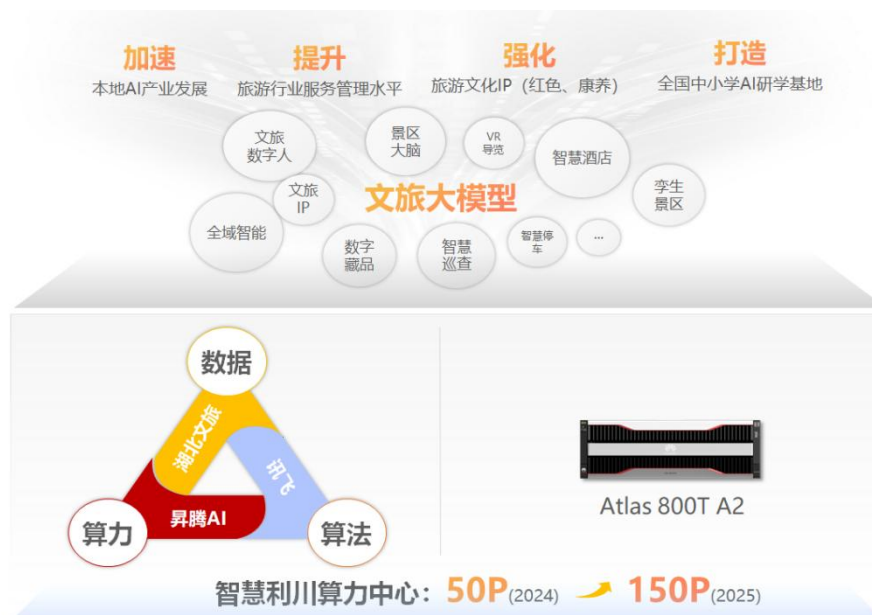 加速
提升
强化
打造
本地AI产业发展
旅游行业服务管理水平
旅游文化IP（红色、康养）
全国中小学AI研学基地
文旅
数字人
景区
大脑
VR
导览
智慧酒店
文旅
IP
文旅大模型
孪生
景区
全域智能
数字
藏品
智慧
巡查
智慧停
车
...
数据
湖北文旅
讯飞
算力
昇腾AI
算法
Atlas 800T A2
智慧利川算力中心：50P(2024) 150P(2025)